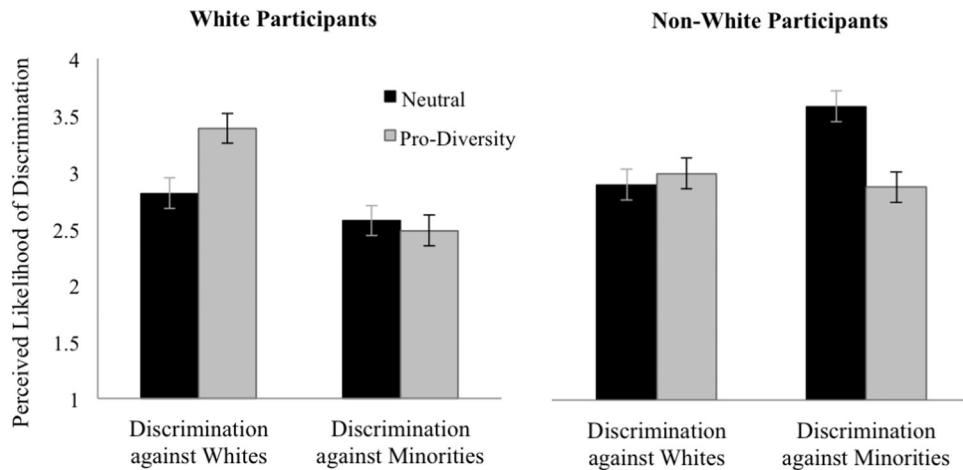 White Participants
Non-White Participants
Perceived Likelihood of Discrimination
4
3.5
3
2.5
2
1.5
1
Neutral
Pro-Diversity
Discrimination
against Whites
Discrimination
against Minorities
Discrimination
against Whites
Discrimination
against Minorities